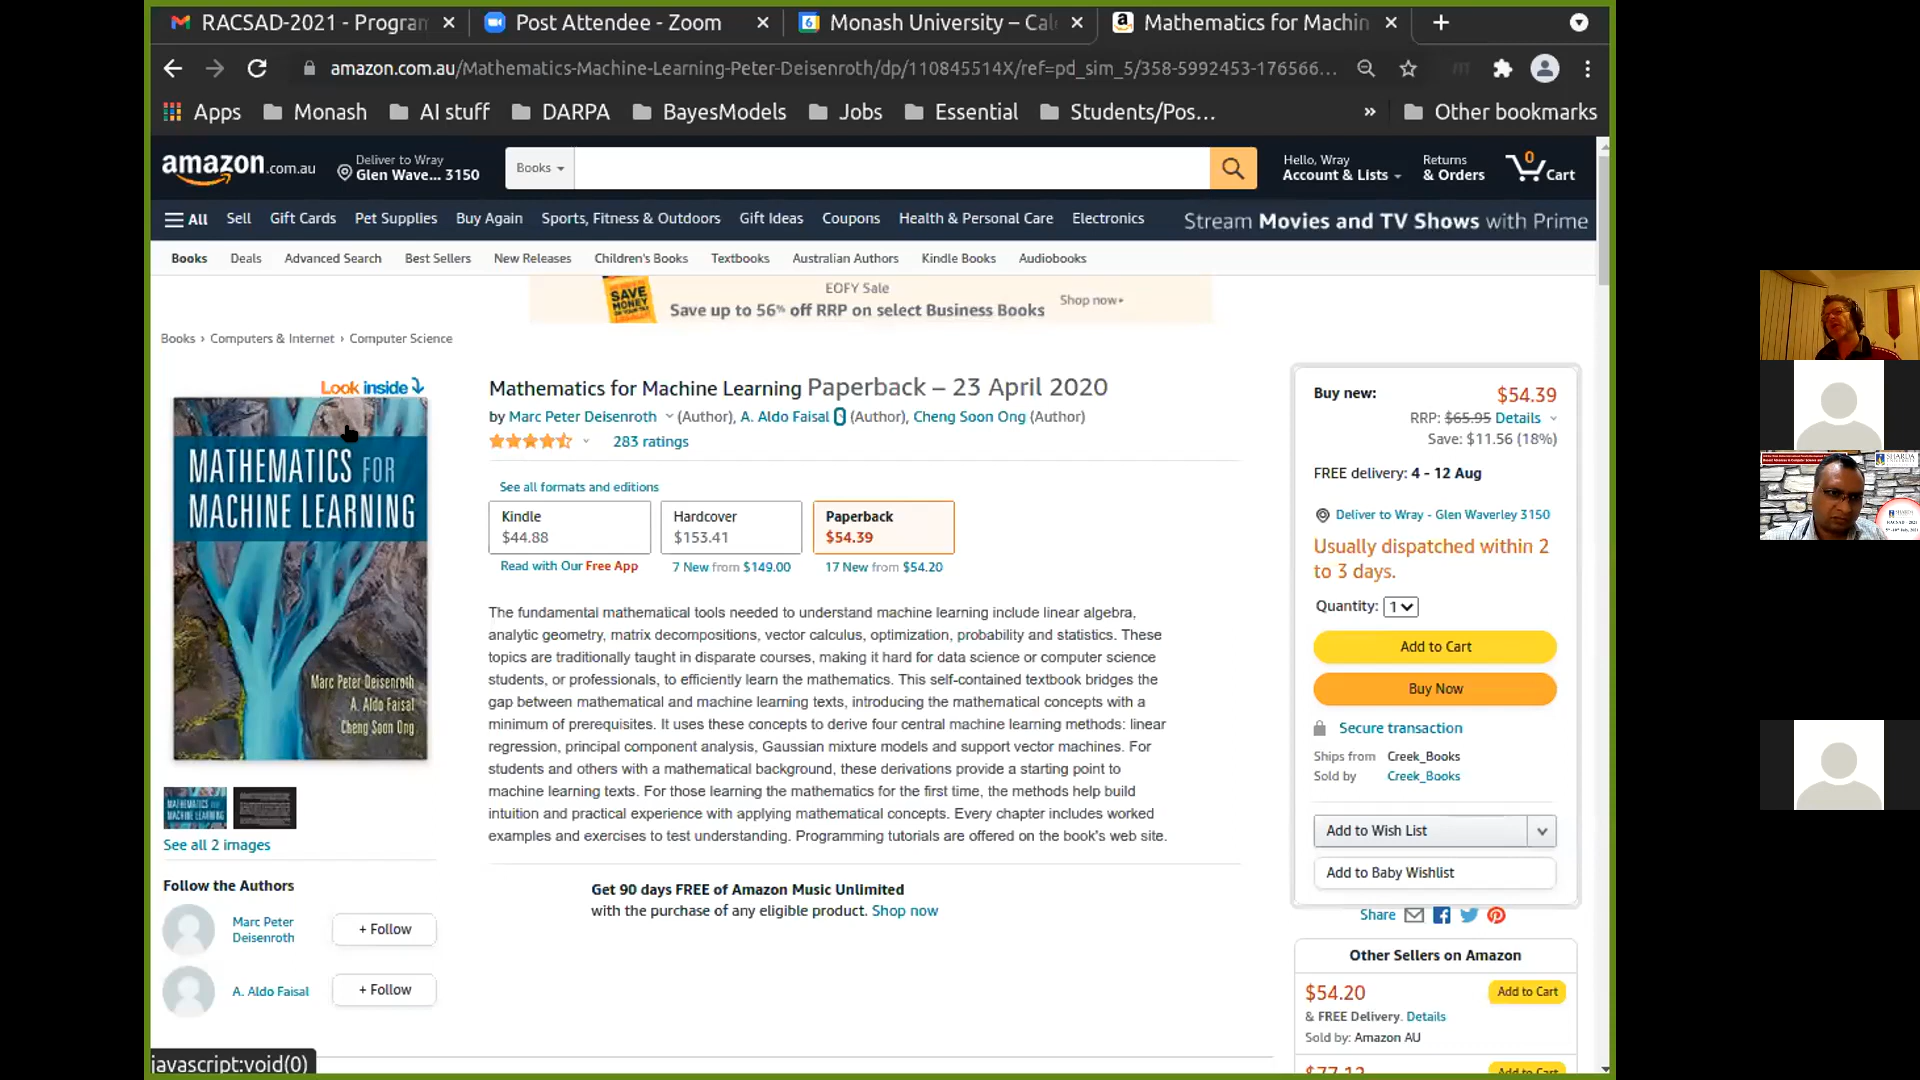 RACSAD-2021 - Program
Post Attendee - Zoom
Monash University – Cale
Mathematics for Machin
amazon.com.au/Mathematics-Machine-Learning-Peter-Deisenroth/dp/110845514X/ref=pd_sim_5/358-5992453-176566...
Apps
Monash
AI stuff
DARPA
BayesModels
Jobs
Essential
Students/Pos...
»
Other bookmarks
amazon.com.au
Deliver to Wray
Glen Wave... 3150
Books
Hello, Wray
Account & Lists
Returns
& Orders
0
Cart
All
Sell
Gift Cards
Pet Supplies
Buy Again
Sports, Fitness & Outdoors
Gift Ideas
Coupons
Health & Personal Care
Electronics
Stream Movies and TV Shows with Prime
Books
Deals
Advanced Search
Best Sellers
New Releases
Children's Books
Textbooks
Australian Authors
Kindle Books
Audiobooks
SAVE
MONEY
EOFY Sale
Save up to 56% off RRP on select Business Books
Shop now
Books › Computers & Internet › Computer Science
Look inside
MATHEMATICS FOR
MACHINE LEARNING
Marc Peter Deisenroth
A. Aldo Faisal
Cheng Soon Ong
MATHEMATICS FOR
MACHINE LEARNING
See all 2 images
Follow the Authors
Marc Peter
Deisenroth
+ Follow
A. Aldo Faisal
+ Follow
Mathematics for Machine Learning Paperback – 23 April 2020
by Marc Peter Deisenroth (Author), A. Aldo Faisal (Author), Cheng Soon Ong (Author)
283 ratings
See all formats and editions
Kindle
$44.88
Read with Our Free App
Hardcover
$153.41
7 New from $149.00
Paperback
$54.39
17 New from $54.20
The fundamental mathematical tools needed to understand machine learning include linear algebra,
analytic geometry, matrix decompositions, vector calculus, optimization, probability and statistics. These
topics are traditionally taught in disparate courses, making it hard for data science or computer science
students, or professionals, to efficiently learn the mathematics. This self-contained textbook bridges the
gap between mathematical and machine learning texts, introducing the mathematical concepts with a
minimum of prerequisites. It uses these concepts to derive four central machine learning methods: linear
regression, principal component analysis, Gaussian mixture models and support vector machines. For
students and others with a mathematical background, these derivations provide a starting point to
machine learning texts. For those learning the mathematics for the first time, the methods help build
intuition and practical experience with applying mathematical concepts. Every chapter includes worked
examples and exercises to test understanding. Programming tutorials are offered on the book's web site.
Get 90 days FREE of Amazon Music Unlimited
with the purchase of any eligible product. Shop now
Buy new:
$54.39
RRP: $65.95 Details
Save: $11.56 (18%)
FREE delivery: 4 - 12 Aug
Deliver to Wray - Glen Waverley 3150
Usually dispatched within 2
to 3 days.
Quantity: 1
Add to Cart
Buy Now
Secure transaction
Ships from Creek_Books
Sold by Creek_Books
Add to Wish List
Add to Baby Wishlist
Share
Other Sellers on Amazon
$54.20
Add to Cart
& FREE Delivery. Details
Sold by: Amazon AU
$77.13
Add to Cart
javascript:void(0)
SHARDA